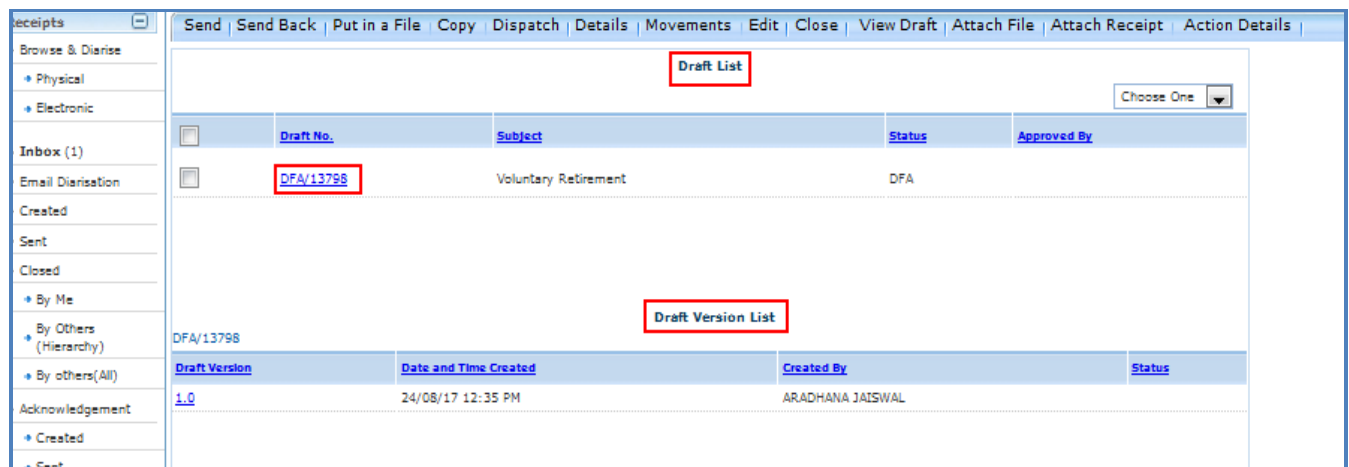 eceipts
Browse & Diarise
Physical
Electronic
Inbox (1)
Email Diarisation
Created
Sent
Closed
By Me
By Others
(Hierarchy)
By others(All)
Acknowledgement
Created
Sent
Send | Send Back | Put in a File | Copy | Dispatch | Details | Movements | Edit | Close | View Draft | Attach File | Attach Receipt | Action Details |
Draft List
Choose One
Draft No. Subject Status Approved By
DFA/13798 Voluntary Retirement DFA
Draft Version List
DFA/13798
Draft Version Date and Time Created Created By Status
1.0 24/08/17 12:35 PM ARADHANA JAISWAL